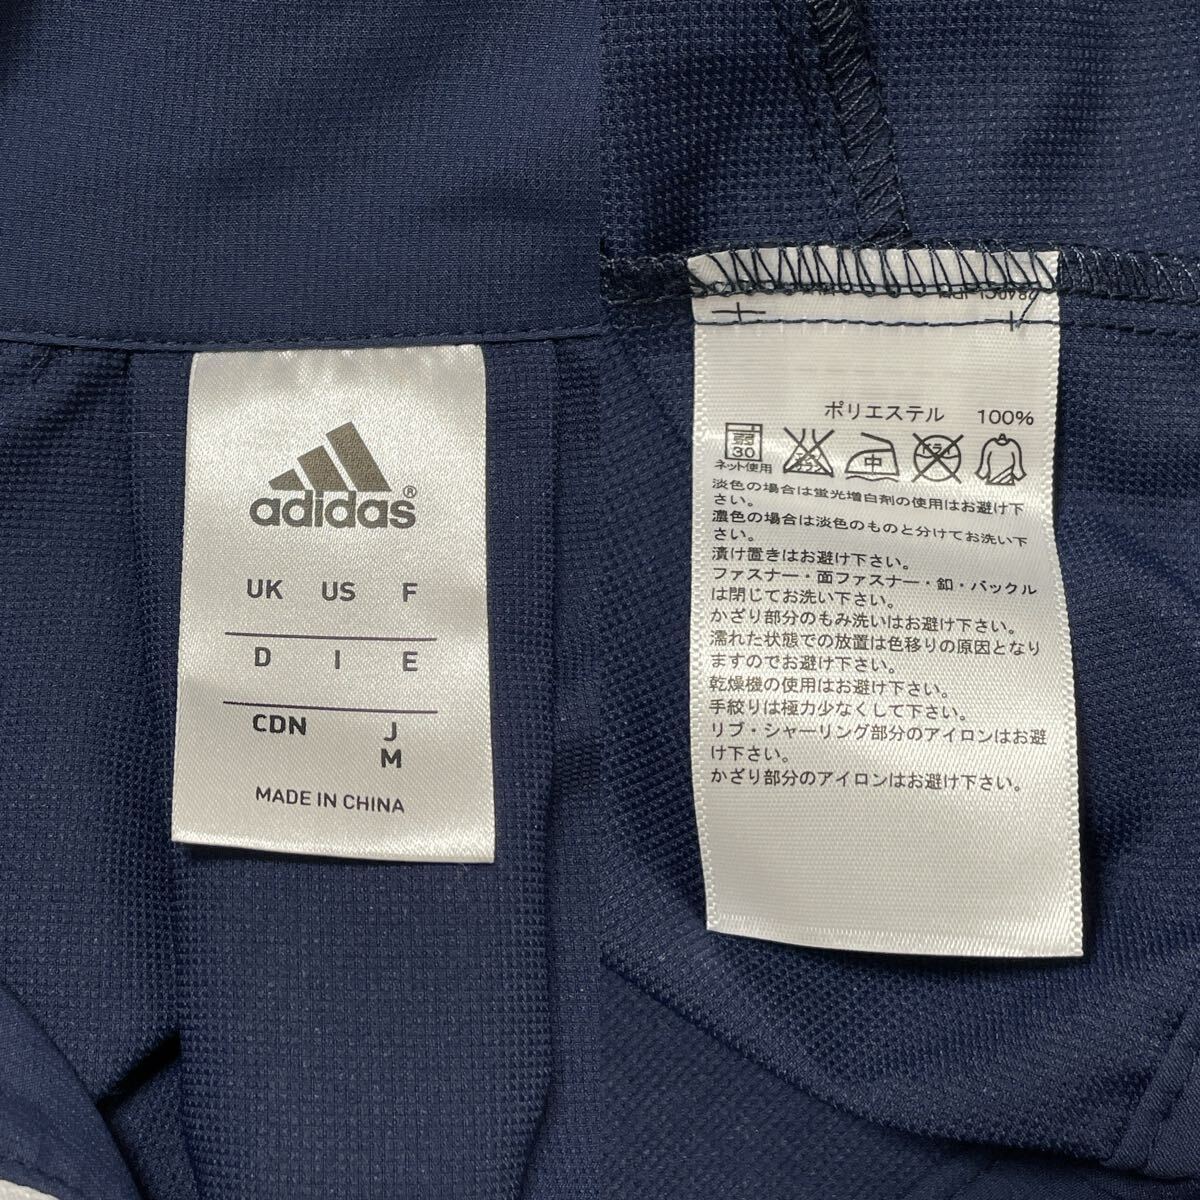 adidas®
UK US F
D I E
CDN J
M
MADE IN CHINA
ポリエステル 100%
弱
30
ネット使用
中
淡色の場合は蛍光増白剤の使用はお避け下
さい。
濃色の場合は淡色のものと分けてお洗い下
さい。
漬け置きはお避け下さい。
ファスナー・面ファスナー・釦・バックル
は閉じてお洗い下さい。
かざり部分のもみ洗いはお避け下さい。
濡れた状態での放置は色移りの原因となり
ますのでお避け下さい。
乾燥機の使用はお避け下さい。
手絞りは極力少なくして下さい。
リブ・シャーリング部分のアイロンはお避
け下さい。
かざり部分のアイロンはお避け下さい。